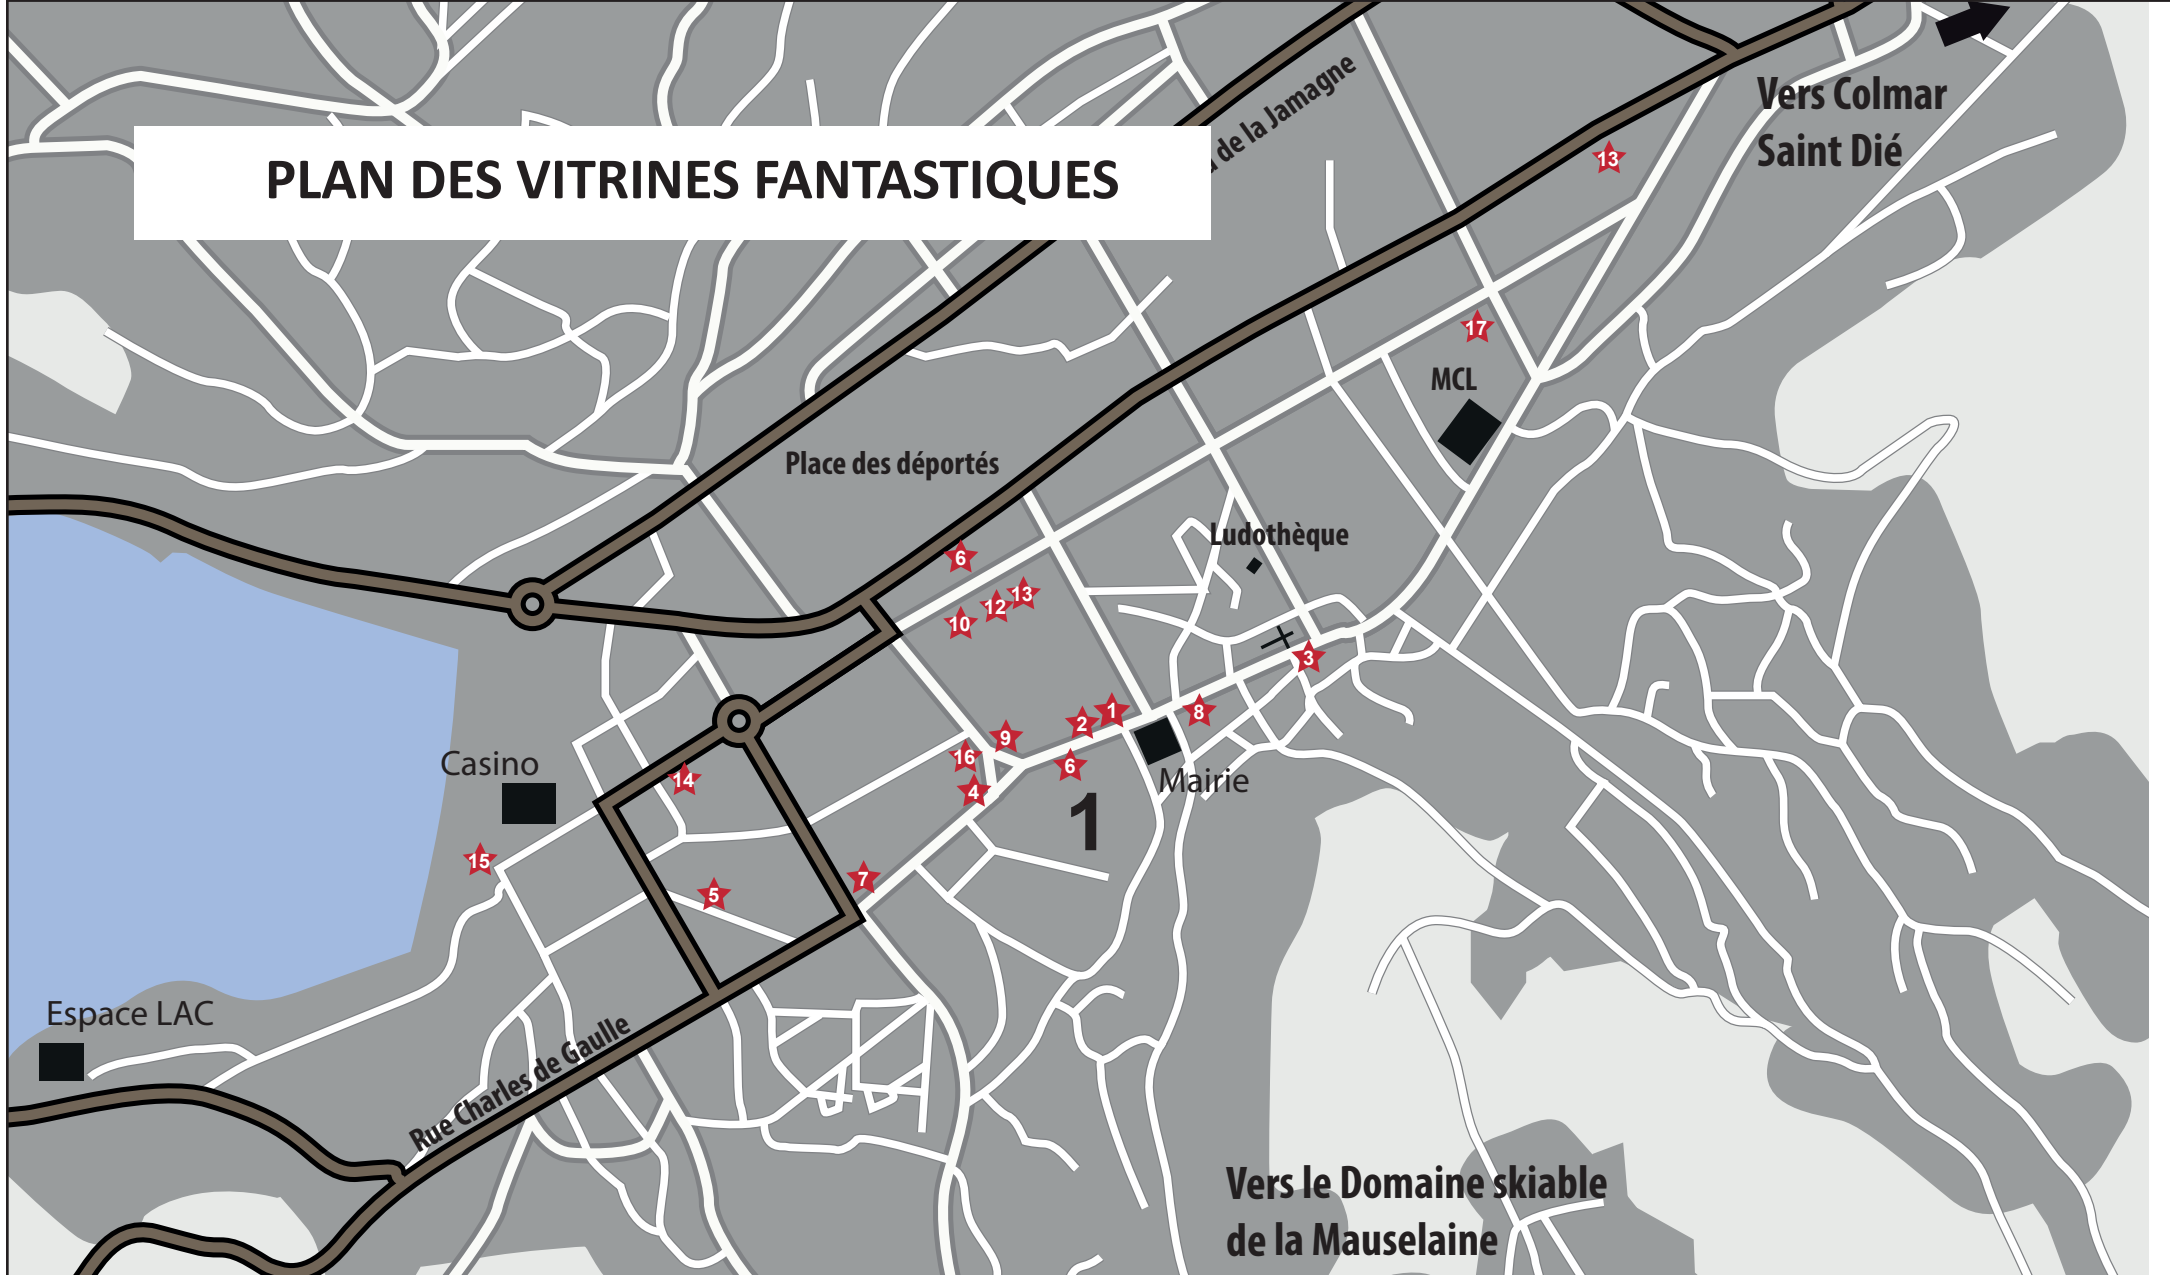 PLAN DES VITRINES FANTASTIQUES
de la Jamagne
Vers Colmar
Saint Dié
13
17
MCL
Place des déportés
Ludothèque
6
13
12
10
3
1
8
2
9
16
6
4
Mairie
1
Casino
14
15
5
7
Espace LAC
Rue Charles de Gaulle
Vers le Domaine skiable
de la Mauselaine